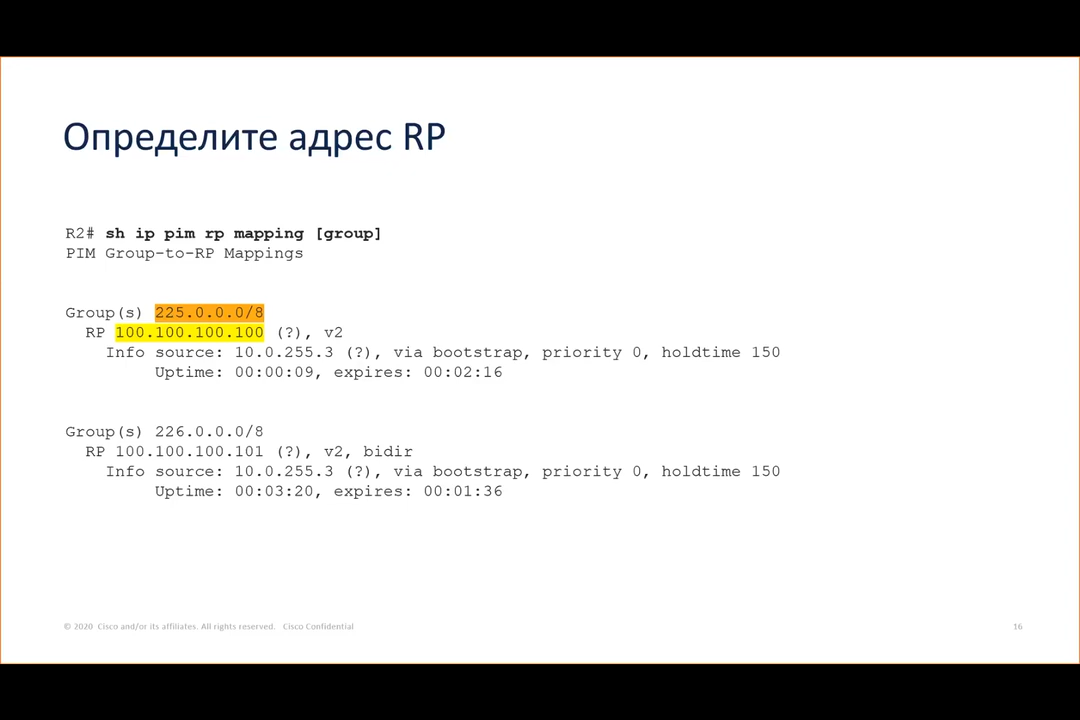 Определите адрес RP
R2# sh ip pim rp mapping [group]
PIM Group-to-RP Mappings
Group(s) 225.0.0.0/8
RP 100.100.100.100 (?), v2
Info source: 10.0.255.3 (?), via bootstrap, priority 0, holdtime 150
Uptime: 00:00:09, expires: 00:02:16
Group(s) 226.0.0.0/8
RP 100.100.100.101 (?), v2, bidir
Info source: 10.0.255.3 (?), via bootstrap, priority 0, holdtime 150
Uptime: 00:03:20, expires: 00:01:36
© 2020 Cisco and/or its affiliates. All rights reserved. Cisco Confidential
16